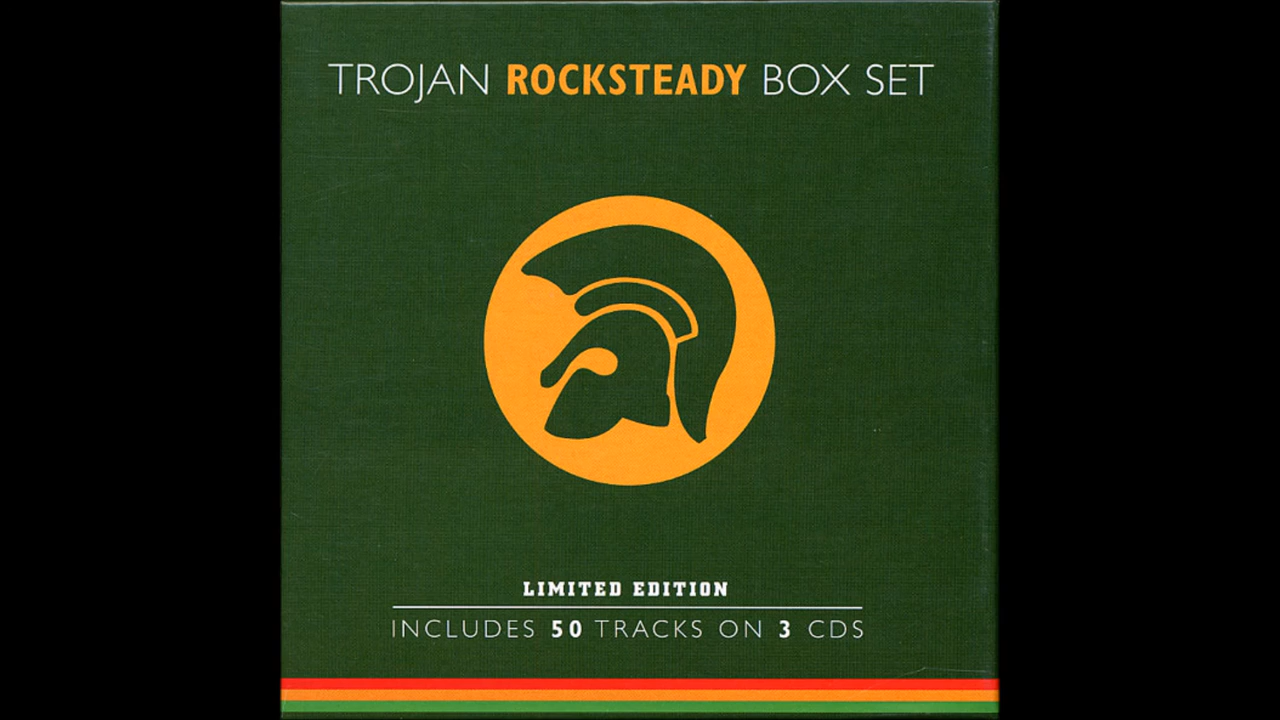 TROJAN ROCKSTEADY BOX SET
LIMITED EDITION
INCLUDES 50 TRACKS ON 3 CDS